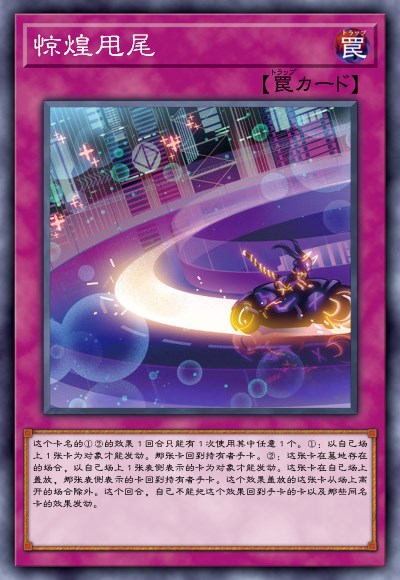 惊煌甩尾
トラップ
罠
トラップ
【罠カード】
这个卡名的①②的效果1回合只能有1次使用其中任意1个。①：以自己场
上1张卡为对象才能发动。那张卡回到持有者手卡。②：这张卡在墓地存在
的场合，以自己场上1张表侧表示的卡为对象才能发动。这张卡在自己场上
盖放，那张表侧表示的卡回到持有者手卡。这个效果盖放的这张卡从场上离
开的场合除外。这个回合，自己不能把这个效果回到手卡的卡以及那些同名
卡的效果发动。